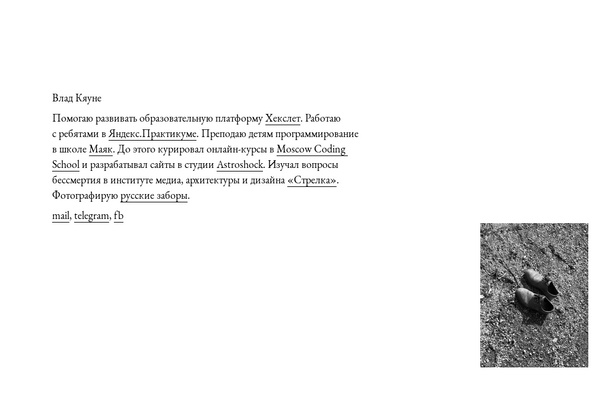 Влад Кяуне
Помогаю развивать образовательную платформу Хекслет. Работаю
с ребятами в Яндекс.Практикуме. Преподаю детям программирование
в школе Маяк. До этого курировал онлайн-курсы в Moscow Coding
School и разрабатывал сайты в студии Astroshock. Изучал вопросы
бессмертия в институте медиа, архитектуры и дизайна «Стрелка».
Фотографирую русские заборы.
mail, telegram, fb